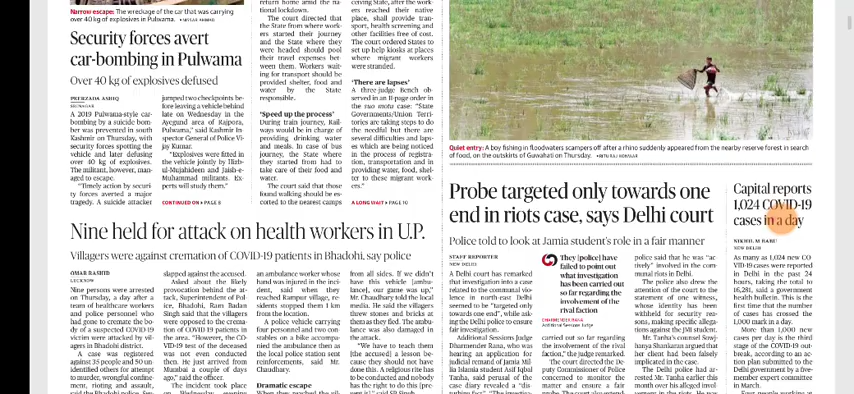 Narrow escape: The wreckage of the car that was carrying
over 40 kg of explosives in Pulwama.
Security forces avert
car-bombing in Pulwama
Over 40 kg of explosives defused
PEERZADA ASHIQ
SRINAGAR
A 2019 Pulwama-style car-
bombing by a suicide bom-
ber was prevented in south
Kashmir on Thursday, with
security forces spotting the
vehicle and later defusing
over 40 kg of explosives.
The militant, however, man-
aged to escape.
"Timely action by securi-
ty forces averted a major
tragedy. A suicide attacker
jumped two checkpoints be-
fore leaving a vehicle behind
late on Wednesday in the
Aygund area of Rajpora,
Pulwama," said Kashmir In-
spector General of Police Vi-
jay Kumar.
"Explosives were fitted in
the vehicle jointly by Hizb-
ul-Mujahideen and Jaish-e-
Muhammad militants. Ex-
perts will study them."
CONTINUED ON PAGE 8
return home amid the na-
tional lockdown.
The court directed that
the State from where work-
ers started their journey
and the State where they
were headed should pool
their travel expenses bet-
ween them. Workers wait-
ing for transport should be
provided shelter, food and
water by the State
responsible.
'Speed up the process'
During train journey, Rail-
ways would be in charge of
providing drinking water
and meals. In case of bus
journey, the State where
they started from had to
take care of their food and
water.
The court said that those
found walking should be es-
corted to the nearest camps
ceiving State, after the work-
ers reached their native
place, shall provide tran-
sport, health screening and
other facilities free of cost.
The court ordered States to
set up help kiosks at places
where migrant workers
were stranded.
'There are lapses'
A three-judge Bench ob-
served in an 11-page order in
the suo motu case: "State
Governments/Union Terri-
tories are taking steps to do
the needful but there are
several difficulties and laps-
es which are being noticed
in the process of registra-
tion, transportation and in
providing water, food, shel-
ter to these migrant work-
ers."
A LONG WAIT PAGE 10
Quiet entry: A boy fishing in floodwaters scampers off after a rhino suddenly appeared from the nearby reserve forest in search
of food, on the outskirts of Guwahati on Thursday.
Nine held for attack on health workers in U.P.
Villagers were against cremation of COVID-19 patients in Bhadohi, say police
OMAR RASHID
LUCKNOW
Nine persons were arrested
on Thursday, a day after a
team of healthcare workers
and police personnel who
had gone to cremate the bo-
dy of a suspected COVID-19
victim were attacked by vil-
lagers in Bhadohi district.
A case was registered
against 35 people and 50 un-
identified others for attempt
to murder, wrongful confine-
ment, rioting and assault,
slapped against the accused.
Asked about the likely
provocation behind the at-
tack, Superintendent of Pol-
ice, Bhadohi, Ram Badan
Singh said that the villagers
were opposed to the crema-
tion of COVID-19 patients in
the area. "However, the CO-
VID-19 test of the deceased
was not even conducted
then. He just arrived from
Mumbai a couple of days
ago," said the officer.
The incident took place
an ambulance worker whose
hand was injured in the inci-
dent, said when they
reached Rampur village, re-
sidents stopped them 1 km
from the location.
A police vehicle carrying
four personnel and two con-
stables on a bike accompa-
nied the ambulance then as
the local police station sent
reinforcements, said Mr.
Chaudhary.
Dramatic escape
from all sides. If we didn't
have this vehicle [ambu-
lance], our game was up,"
Mr. Chaudhary told the local
media. He said the villagers
threw stones and bricks at
them as they fled. The ambu-
lance was also damaged in
the attack.
"We have to teach them
[the accused] a lesson be-
cause they should not have
done this. A religious rite has
to be conducted and nobody
has the right to do this [pre-
Probe targeted only towards one
end in riots case, says Delhi court
Police told to look at Jamia student's role in a fair manner
STAFF REPORTER
NEW DELHI
A Delhi court has remarked
that investigation into a case
related to the communal vio-
lence in north-east Delhi
seemed to be "targeted only
towards one end", while ask-
ing the Delhi police to ensure
fair investigation.
Additional Sessions Judge
Dharmender Rana, who was
hearing an application for
judicial remand of Jamia Mil-
lia Islamia student Asif Iqbal
Tanha, said perusal of the
case diary revealed a "dis-
They [police] have
failed to point out
what investigation
has been carried out
so far regarding the
involvement of the
rival faction
DHARMENDER RANA
Additional Sessions Judge
carried out so far regarding
the involvement of the rival
faction," the judge remarked.
The court directed the De-
puty Commissioner of Police
concerned to monitor the
matter and ensure a fair
police said that he was "ac-
tively" involved in the com-
munal riots in Delhi.
The police also drew the
attention of the court to the
statement of one witness,
whose identity has been
withheld for security reas-
ons, making specific allega-
tions against the JMI student.
Mr. Tanha's counsel Sowj-
hanya Shankaran argued that
her client had been falsely
implicated in the case.
The Delhi police had ar-
rested Mr. Tanha earlier this
month over his alleged invol-
Capital reports
1,024 COVID-19
cases in a day
NIKHIL M BABU
NEW DELHI
As many as 1,024 new CO-
VID-19 cases were reported
in Delhi in the past 24
hours, taking the total to
16,281, said a government
health bulletin. This is the
first time that the number
of cases has crossed the
1,000 mark in a day.
More than 1,000 new
cases per day is the third
stage of the COVID-19 out-
break, according to an ac-
tion plan submitted to the
Delhi government by a five-
member expert committee
in March.